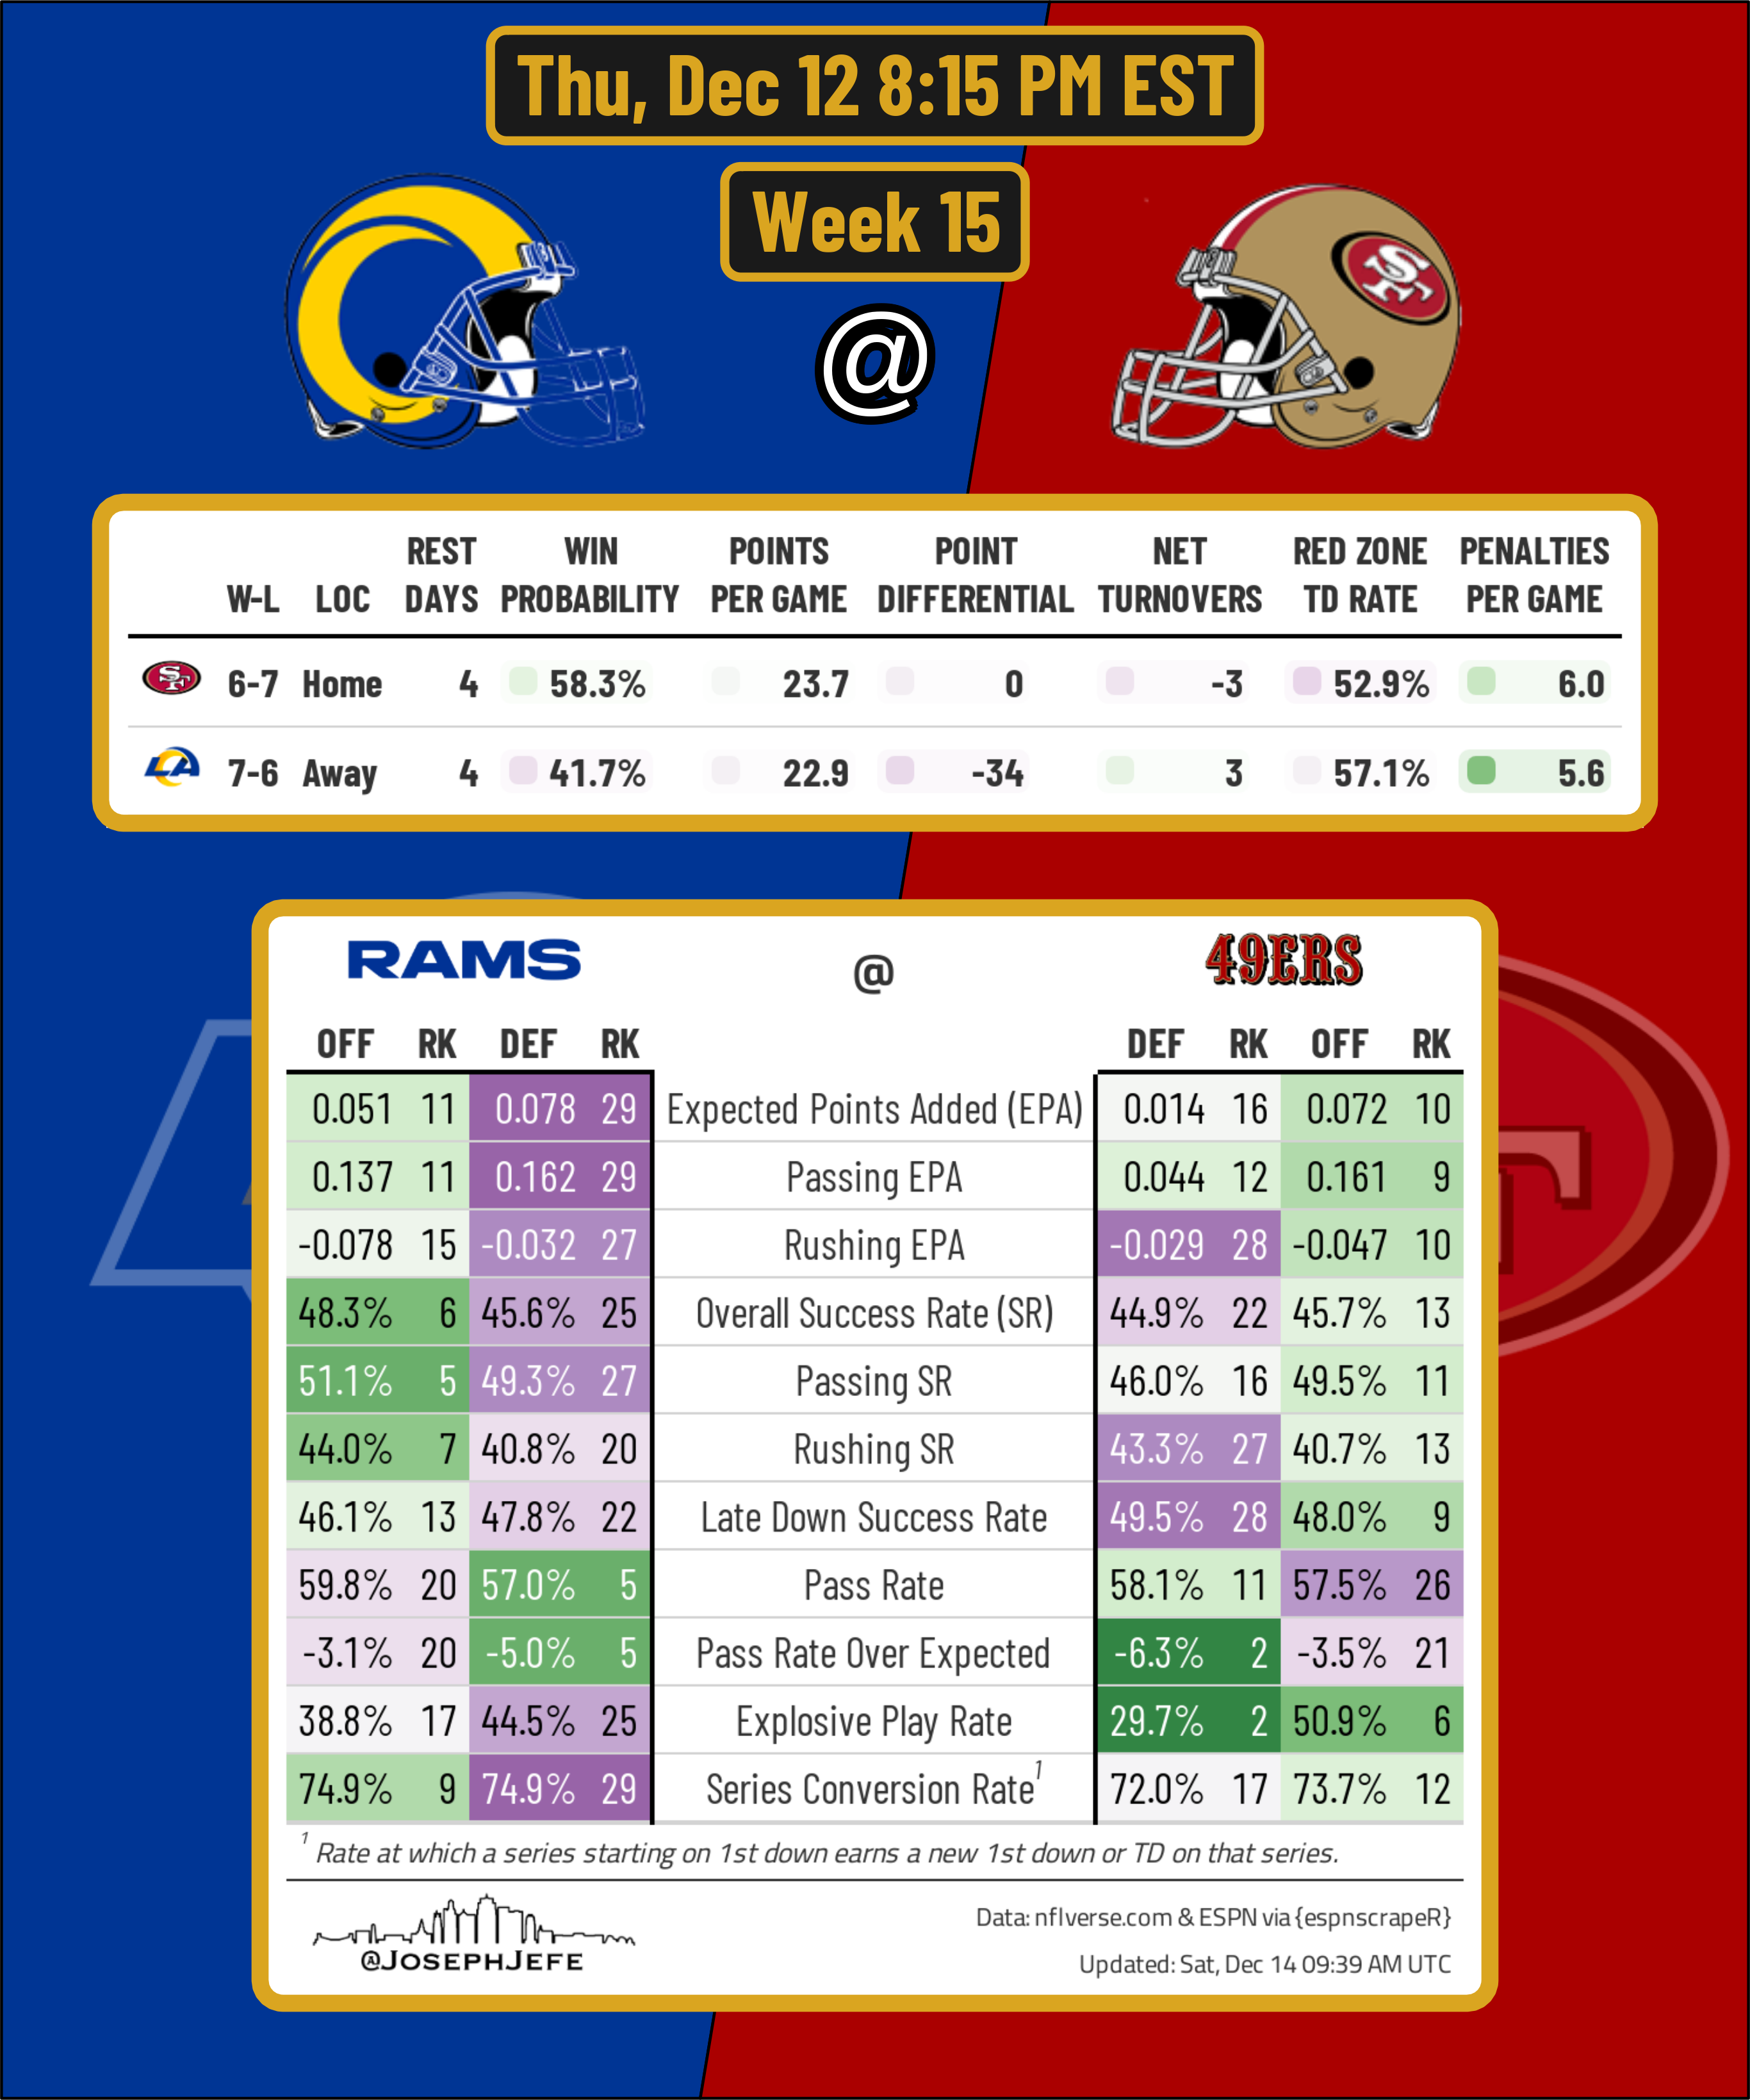 Thu, Dec 12 8:15 PM EST
Week 15
@
SF
REST WIN POINTS POINT NET RED ZONE PENALTIES
W-L LOC DAYS PROBABILITY PER GAME DIFFERENTIAL TURNOVERS TD RATE PER GAME
SF 6-7 Home 4 58.3% 23.7 0 -3 52.9% 6.0
LA 7-6 Away 4 41.7% 22.9 -34 3 57.1% 5.6
RAMS @ 49ERS
OFF RK DEF RK DEF RK OFF RK
0.051 11 0.078 29 Expected Points Added (EPA) 0.014 16 0.072 10
0.137 11 0.162 29 Passing EPA 0.044 12 0.161 9
-0.078 15 -0.032 27 Rushing EPA -0.029 28 -0.047 10
48.3% 6 45.6% 25 Overall Success Rate (SR) 44.9% 22 45.7% 13
51.1% 5 49.3% 27 Passing SR 46.0% 16 49.5% 11
44.0% 7 40.8% 20 Rushing SR 43.3% 27 40.7% 13
46.1% 13 47.8% 22 Late Down Success Rate 49.5% 28 48.0% 9
59.8% 20 57.0% 5 Pass Rate 58.1% 11 57.5% 26
-3.1% 20 -5.0% 5 Pass Rate Over Expected -6.3% 2 -3.5% 21
38.8% 17 44.5% 25 Explosive Play Rate 29.7% 2 50.9% 6
74.9% 9 74.9% 29 Series Conversion Rate¹ 72.0% 17 73.7% 12
¹ Rate at which a series starting on 1st down earns a new 1st down or TD on that series.
@JOSEPHJEFE
Data: nflverse.com & ESPN via {espnscrapeR}
Updated: Sat, Dec 14 09:39 AM UTC